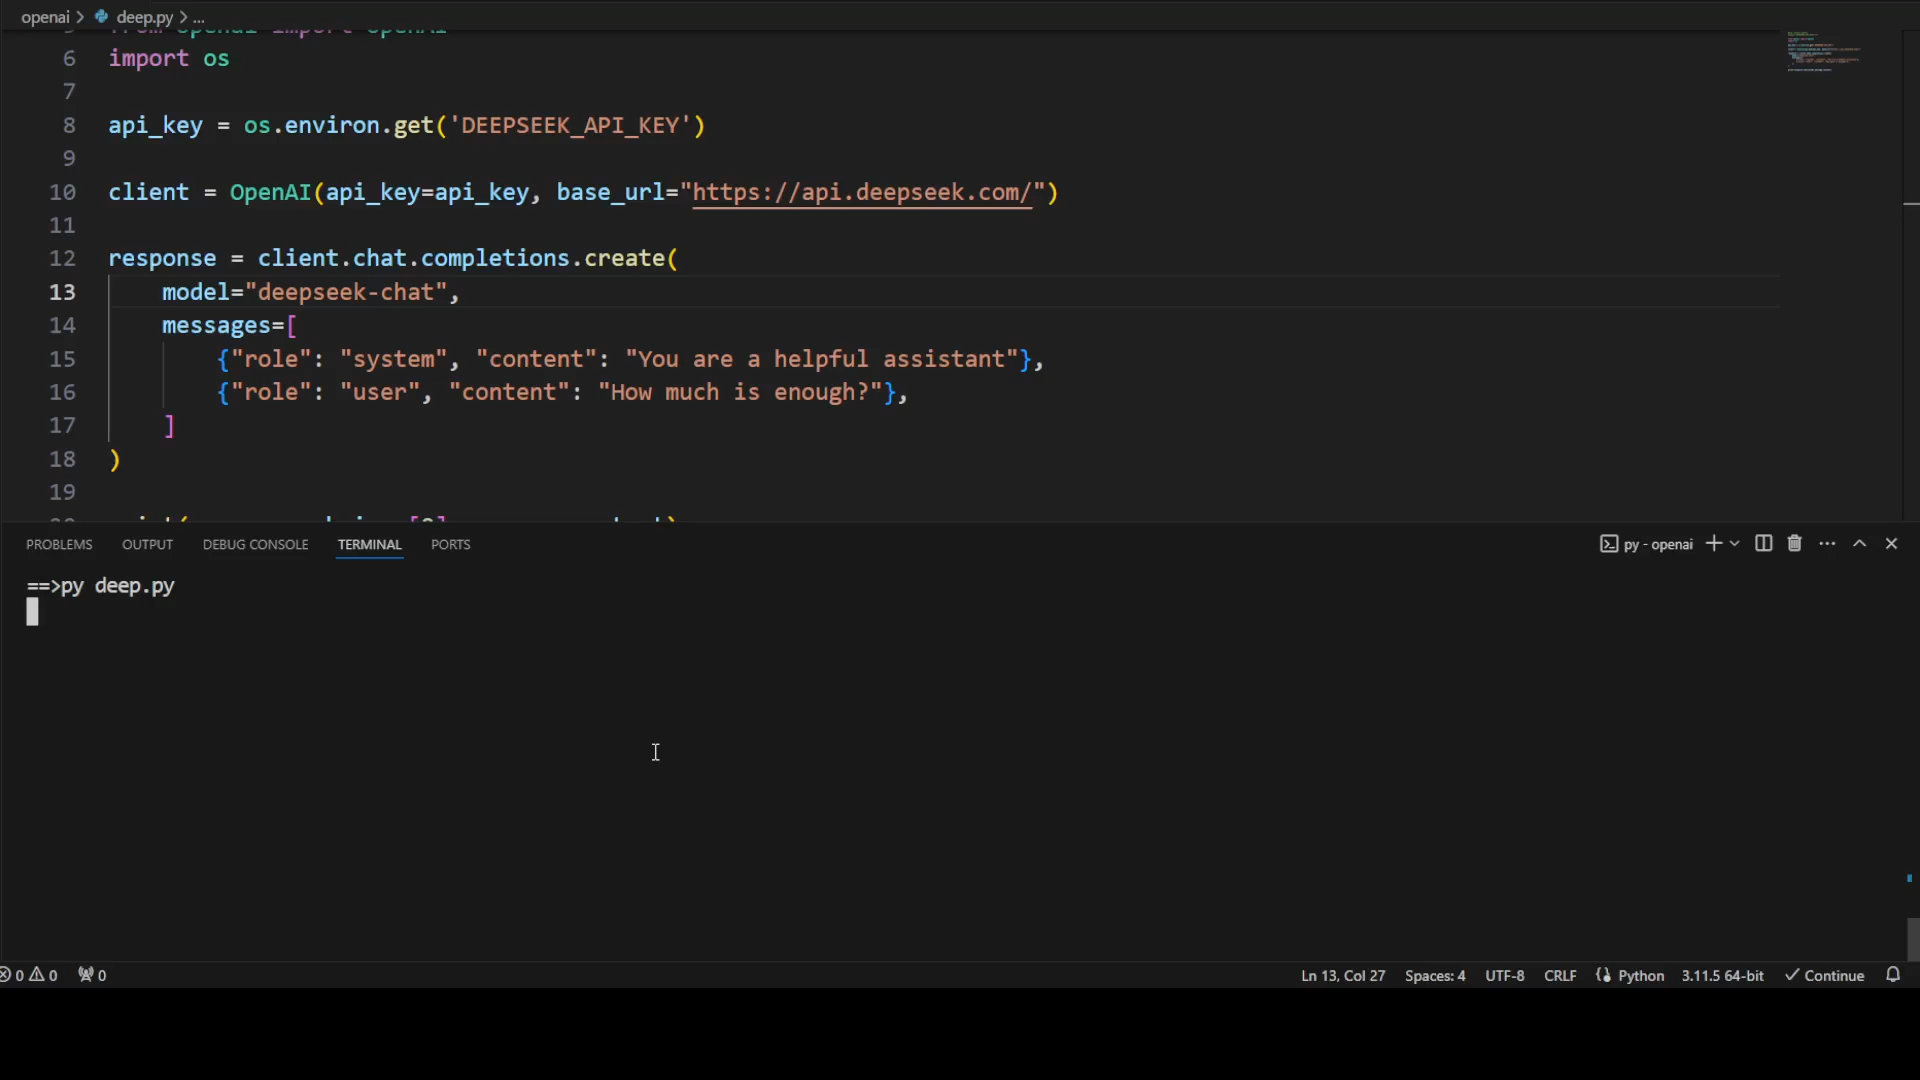 openai > deep.py > ...
from openai import OpenAI
6 import os
7
8 api_key = os.environ.get('DEEPSEEK_API_KEY')
9
10 client = OpenAI(api_key=api_key, base_url="https://api.deepseek.com/")
11
12 response = client.chat.completions.create(
13     model="deepseek-chat",
14     messages=[
15         {"role": "system", "content": "You are a helpful assistant"},
16         {"role": "user", "content": "How much is enough?"},
17     ]
18 )
19
PROBLEMS OUTPUT DEBUG CONSOLE TERMINAL PORTS py - openai
==>py deep.py
0 0 0 Ln 13, Col 27 Spaces: 4 UTF-8 CRLF Python 3.11.5 64-bit Continue